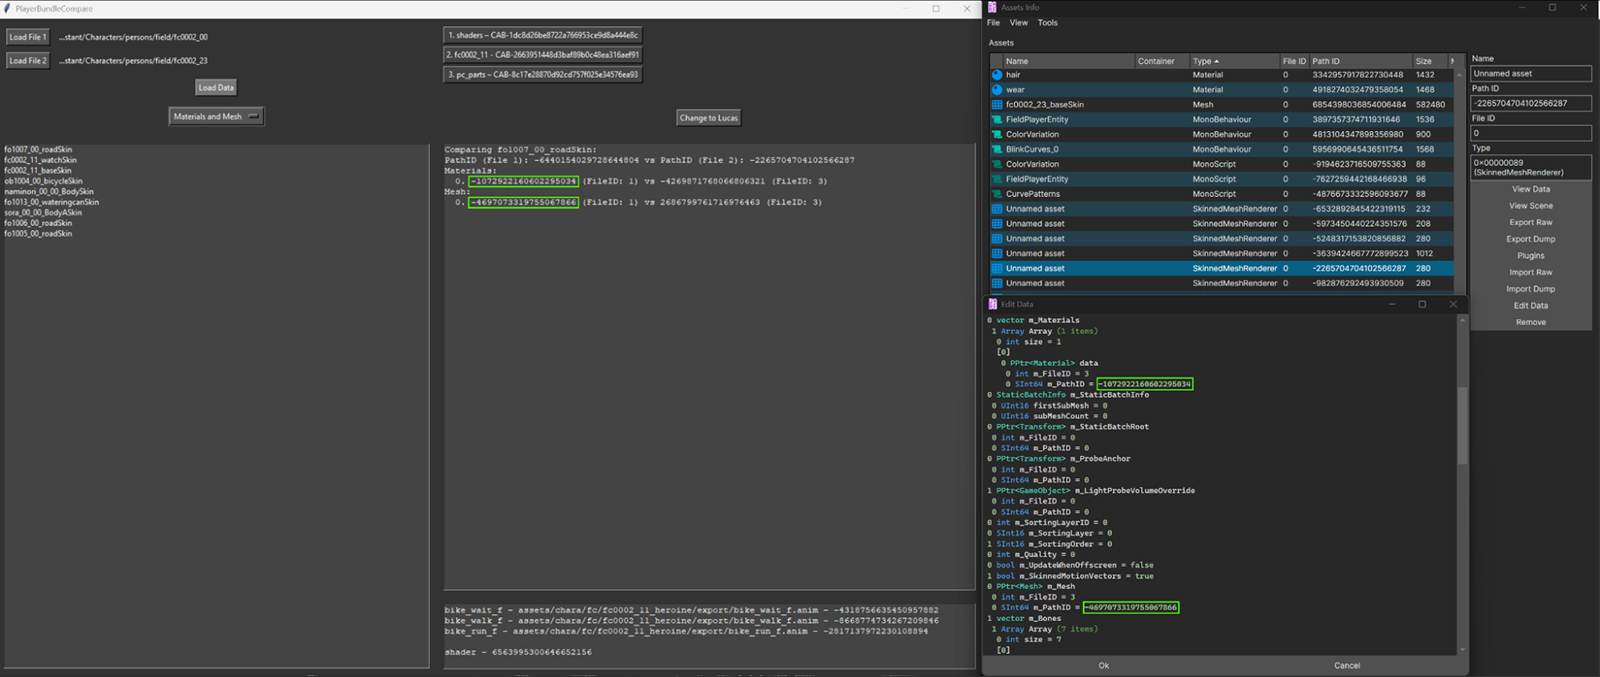 PlayerBundleCompare
Load File 1 ...stant/Characters/persons/field/fc0002_00
Load File 2 ...stant/Characters/persons/field/fc0002_23
Load Data
Materials and Mesh
1. shaders – CAB-1dc8d26be8722a766953ce9d8a444e8c
2. fc0002_11 - CAB-2663951448d3baf89b0c48ea316aef91
3. pc_parts – CAB-8c17e28870d92cd757f025e34576ea93
Change to Lucas
fo1007_00_roadSkin
fc0002_11_watchSkin
fc0002_11_baseSkin
ob1004_00_bicycleSkin
naminori_00_00_BodySkin
fo1013_00_wateringcanSkin
sora_00_00_BodyASkin
fo1006_00_roadSkin
fo1005_00_roadSkin
Comparing fo1007_00_roadSkin:
PathID (File 1): -6440154029728644804 vs PathID (File 2): -2265704704102566287
Materials:
0. -1072922160602295034 (FileID: 1) vs -4269871768066806321 (FileID: 3)
Mesh:
0. -4697073319755067866 (FileID: 1) vs 2686799761716976463 (FileID: 3)
bike_wait_f - assets/chara/fc/fc0002_11_heroine/export/bike_wait_f.anim - -4318756635450957882
bike_walk_f - assets/chara/fc/fc0002_11_heroine/export/bike_walk_f.anim - -8668774734267209846
bike_run_f - assets/chara/fc/fc0002_11_heroine/export/bike_run_f.anim - -2817137972230108894
shader - 6563995300646652156
Assets Info
File View Tools
Assets
Name Container Type File ID Path ID Size
hair Material 0 3342957917822730448 1432
wear Material 0 4918274032479358054 1468
fc0002_23_baseSkin Mesh 0 6854398036854006484 582480
FieldPlayerEntity MonoBehaviour 0 3897357374711931646 1536
ColorVariation MonoBehaviour 0 4813104347898356980 900
BlinkCurves_0 MonoBehaviour 0 5956990645436511754 1568
ColorVariation MonoScript 0 -9194623716509755363 88
FieldPlayerEntity MonoScript 0 -7627259442168466938 96
CurvePatterns MonoScript 0 -4876673332596093677 88
Unnamed asset SkinnedMeshRenderer 0 -6532892845422319115 232
Unnamed asset SkinnedMeshRenderer 0 -5973450440224351576 208
Unnamed asset SkinnedMeshRenderer 0 -5248317153820856882 280
Unnamed asset SkinnedMeshRenderer 0 -3639424667772899523 1012
Unnamed asset SkinnedMeshRenderer 0 -2265704704102566287 280
Unnamed asset SkinnedMeshRenderer 0 -982876292493930509 280
Name
Unnamed asset
Path ID
-2265704704102566287
File ID
0
Type
0x00000089
(SkinnedMeshRenderer)
View Data
View Scene
Export Raw
Export Dump
Plugins
Import Raw
Import Dump
Edit Data
Remove
Edit Data
0 vector m_Materials
1 Array Array (1 items)
0 int size = 1
[0]
0 PPtr<Material> data
0 int m_FileID = 3
0 SInt64 m_PathID = -1072922160602295034
0 StaticBatchInfo m_StaticBatchInfo
0 UInt16 firstSubMesh = 0
0 UInt16 subMeshCount = 0
0 PPtr<Transform> m_StaticBatchRoot
0 int m_FileID = 0
0 SInt64 m_PathID = 0
0 PPtr<Transform> m_ProbeAnchor
0 int m_FileID = 0
0 SInt64 m_PathID = 0
1 PPtr<GameObject> m_LightProbeVolumeOverride
0 int m_FileID = 0
0 SInt64 m_PathID = 0
0 int m_SortingLayerID = 0
0 SInt16 m_SortingLayer = 0
1 SInt16 m_SortingOrder = 0
0 int m_Quality = 0
0 bool m_UpdateWhenOffscreen = false
1 bool m_SkinnedMotionVectors = true
0 PPtr<Mesh> m_Mesh
0 int m_FileID = 3
0 SInt64 m_PathID = -4697073319755067866
1 vector m_Bones
1 Array Array (7 items)
0 int size = 7
[0]
Ok Cancel